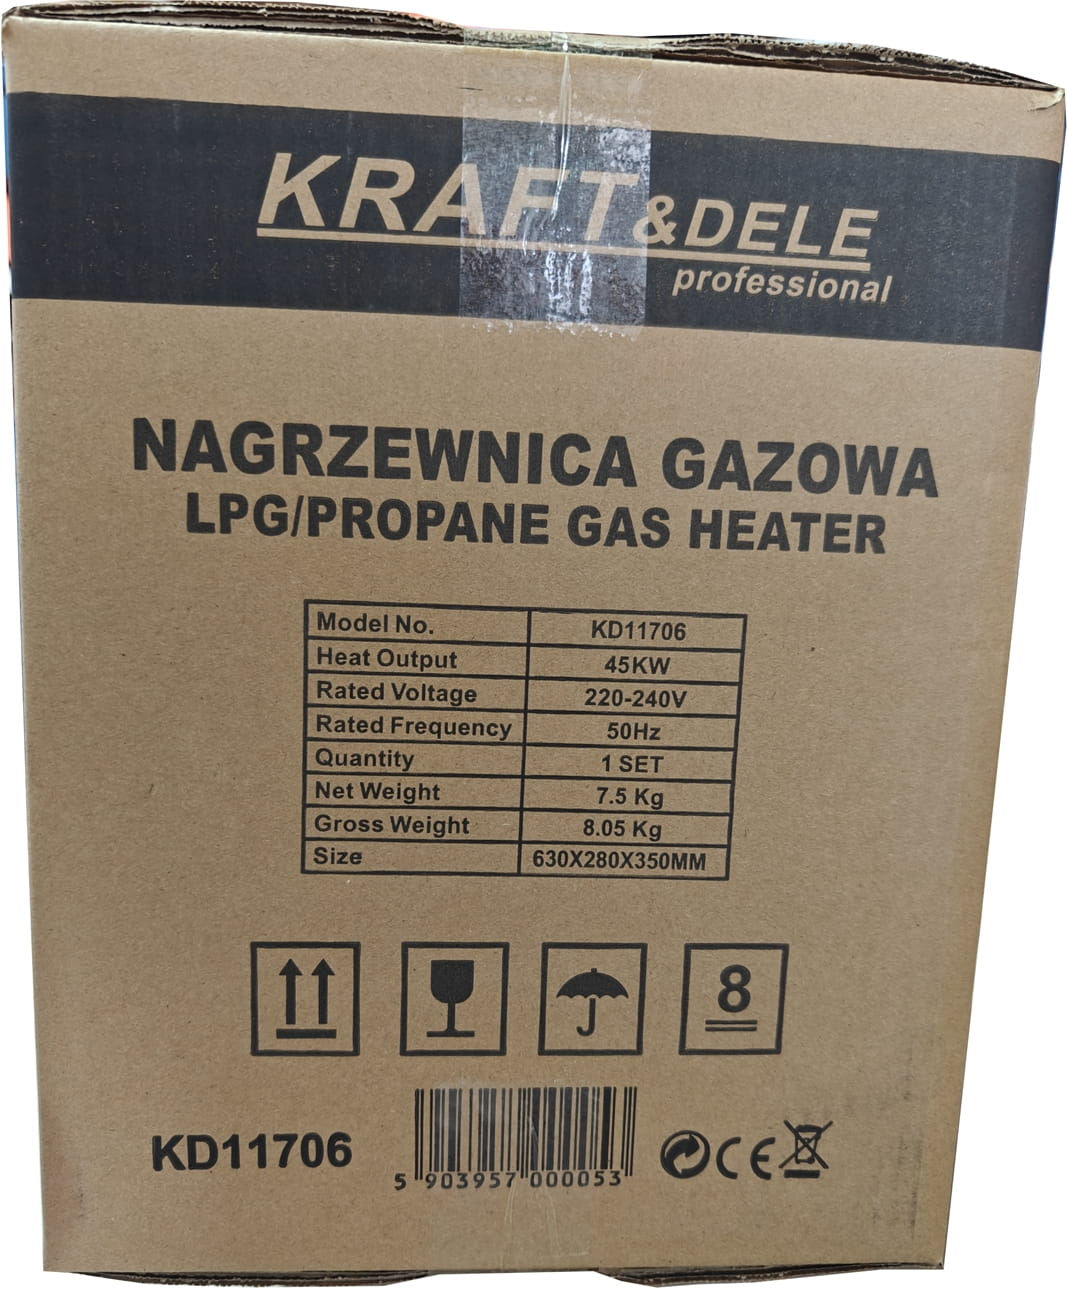 KRAFT&DELE
professional
NAGRZEWNICA GAZOWA
LPG/PROPANE GAS HEATER
Model No. KD11706
Heat Output 45KW
Rated Voltage 220-240V
Rated Frequency 50Hz
Quantity 1 SET
Net Weight 7.5 Kg
Gross Weight 8.05 Kg
Size 630X280X350MM
8
KD11706
5 903957 000053
CE